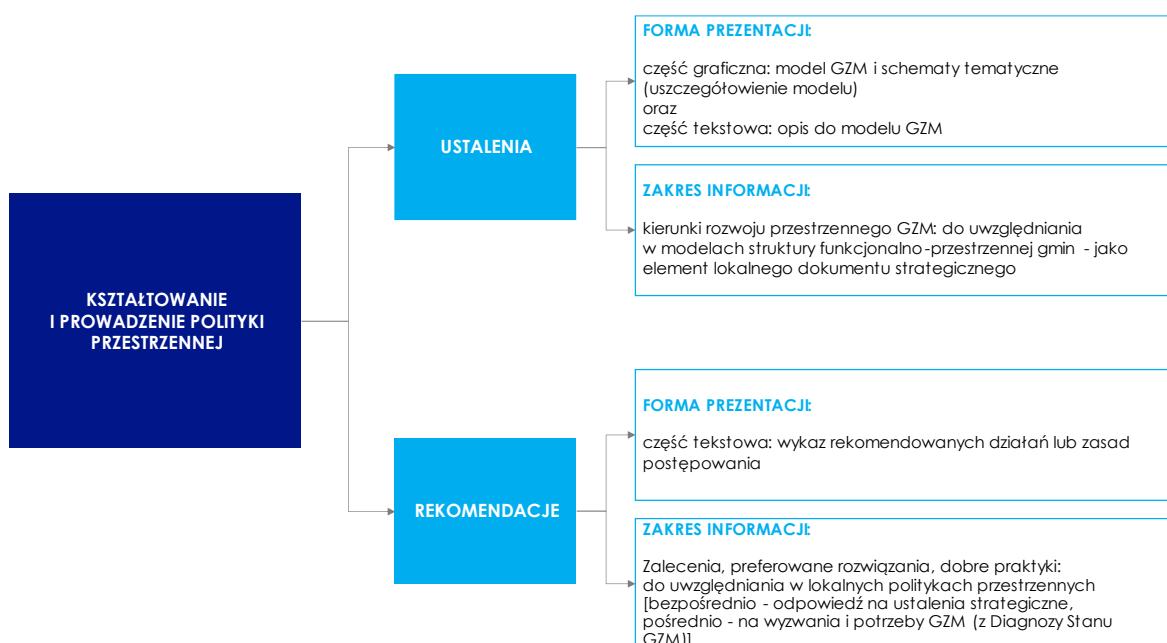 KSZTAŁTOWANIE
I PROWADZENIE POLITYKI
PRZESTRZENNEJ
USTALENIA
FORMA PREZENTACJI:
część graficzna: model GZM i schematy tematyczne
(uszczegółowienie modelu)
oraz
część tekstowa: opis do modelu GZM
ZAKRES INFORMACJI:
kierunki rozwoju przestrzennego GZM: do uwzględniania
w modelach struktury funkcjonalno-przestrzennej gmin - jako
element lokalnego dokumentu strategicznego
REKOMENDACJE
FORMA PREZENTACJI:
część tekstowa: wykaz rekomendowanych działań lub zasad
postępowania
ZAKRES INFORMACJI:
Zalecenia, preferowane rozwiązania, dobre praktyki:
do uwzględniania w lokalnych politykach przestrzennych
[bezpośrednio - odpowiedź na ustalenia strategiczne,
pośrednio - na wyzwania i potrzeby GZM (z Diagnozy Stanu
GZM)]